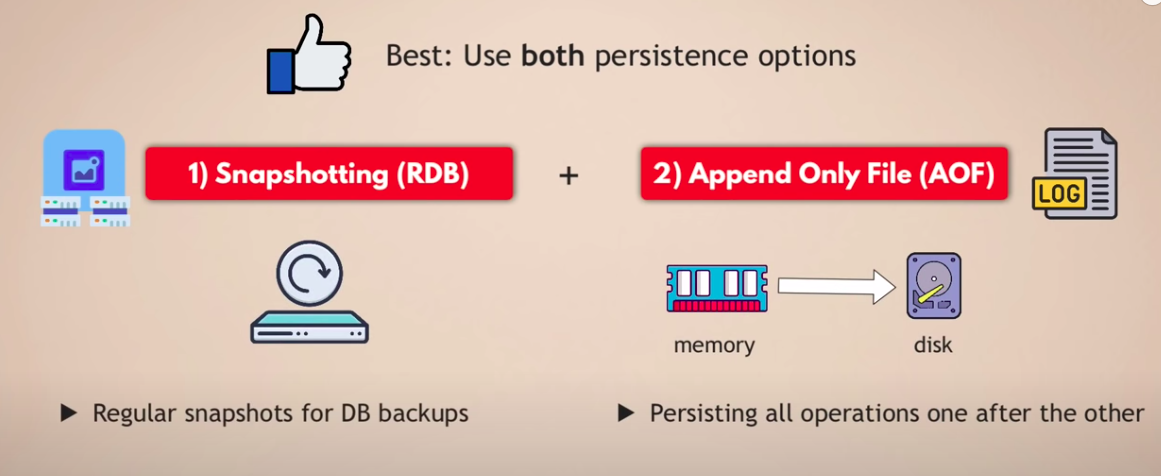 Best: Use both persistence options
1) Snapshotting (RDB)
+
2) Append Only File (AOF)
LOG
memory
disk
▶ Regular snapshots for DB backups
▶ Persisting all operations one after the other